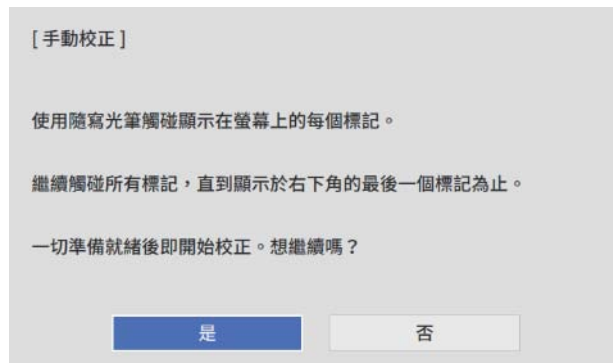 [ 手動校正 ]
使用隨寫光筆觸碰顯示在螢幕上的每個標記。
繼續觸碰所有標記，直到顯示於右下角的最後一個標記為止。
一切準備就緒後即開始校正。想繼續嗎？
是
否